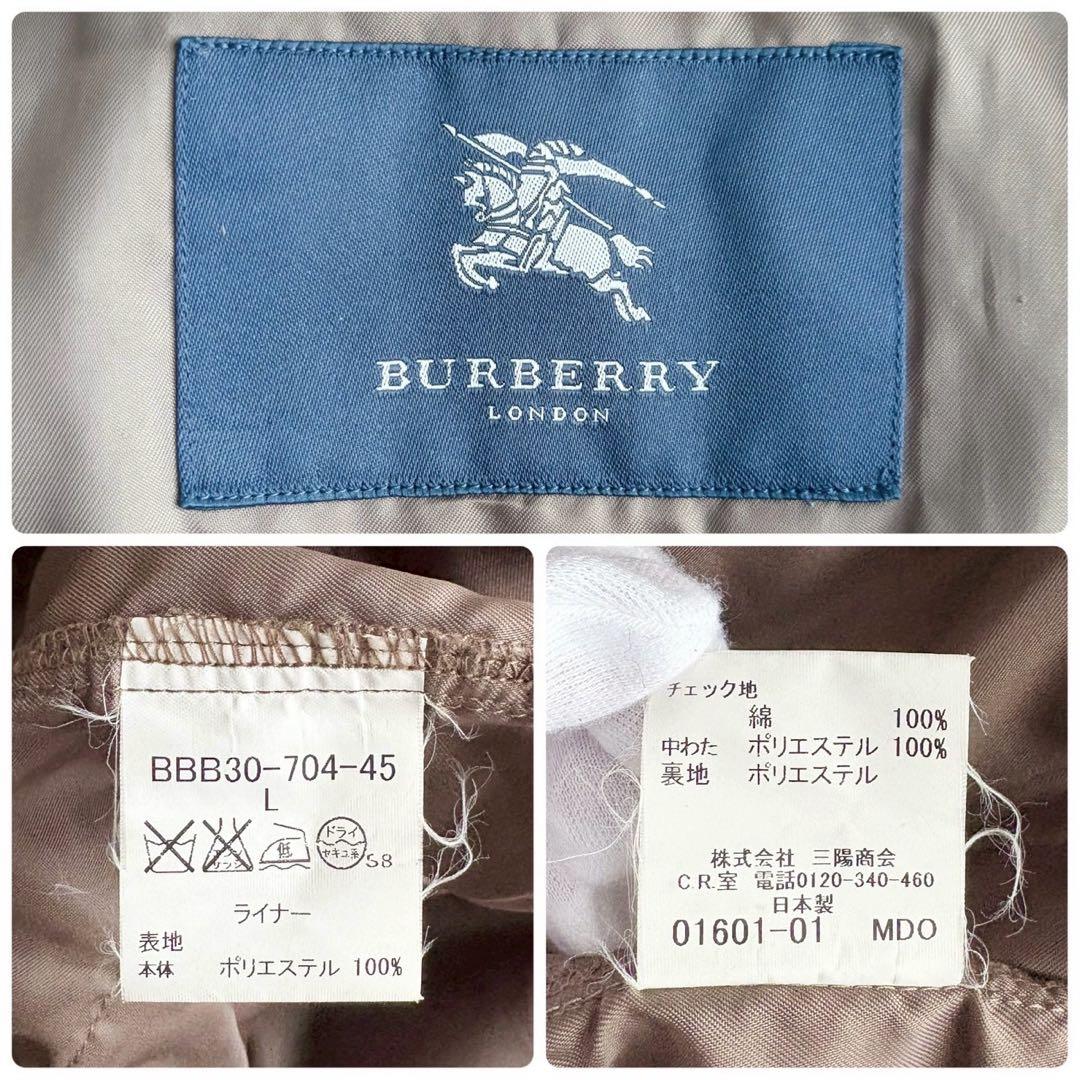 BURBERRY
LONDON
BBB30-704-45
L
低
ドライ
セキユ系
S8
ライナー
表地
本体 ポリエステル 100%
チェック地
綿 100%
中わた ポリエステル 100%
裏地 ポリエステル
株式会社 三陽商会
C.R.室 電話0120-340-460
日本製
01601-01 MDO